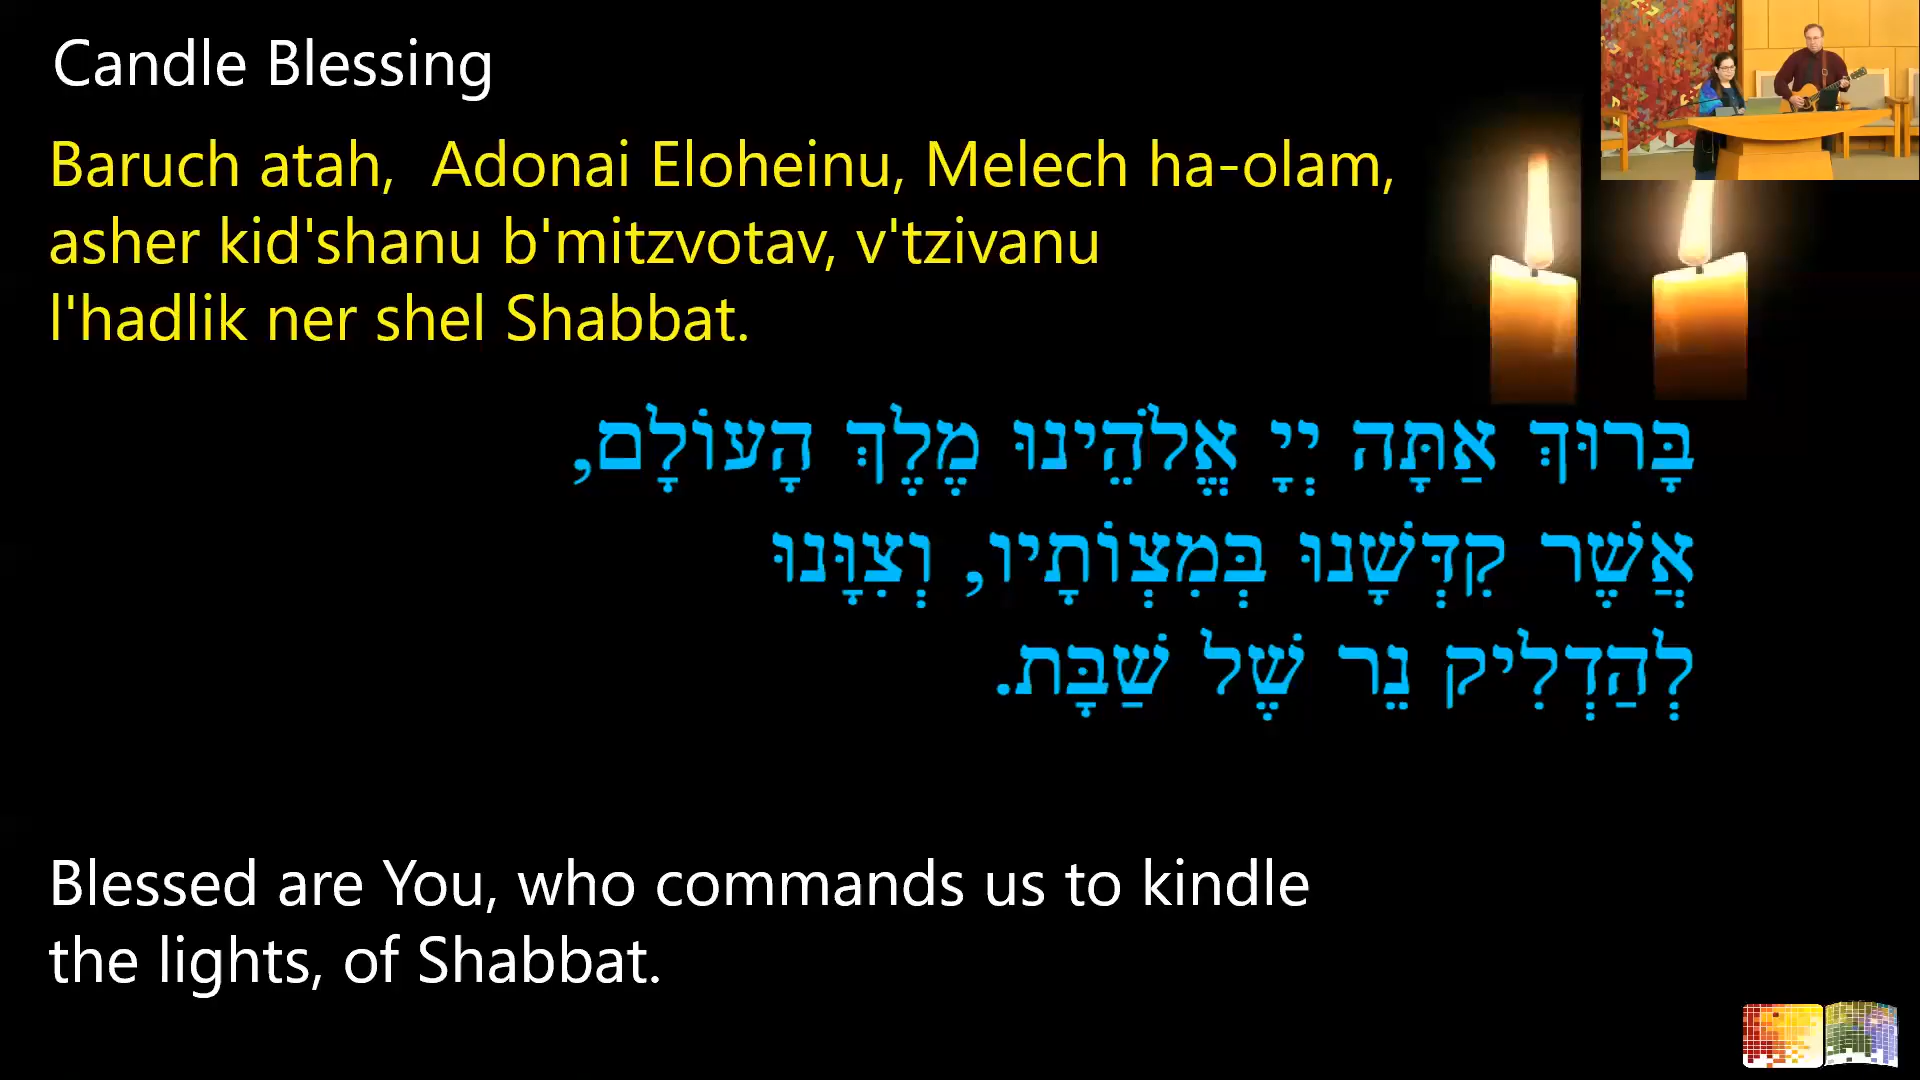 Candle Blessing
Baruch atah,  Adonai Eloheinu, Melech ha-olam,
asher kid'shanu b'mitzvotav, v'tzivanu
l'hadlik ner shel Shabbat.
בָּרוּךְ אַתָּה יְיָ אֱלֹהֵינוּ מֶלֶךְ הָעוֹלָם,
אֲשֶׁר קִדְּשָׁנוּ בְּמִצְוֹתָיו, וְצִוָּנוּ
לְהַדְלִיק נֵר שֶׁל שַׁבָּת.
Blessed are You, who commands us to kindle
the lights, of Shabbat.